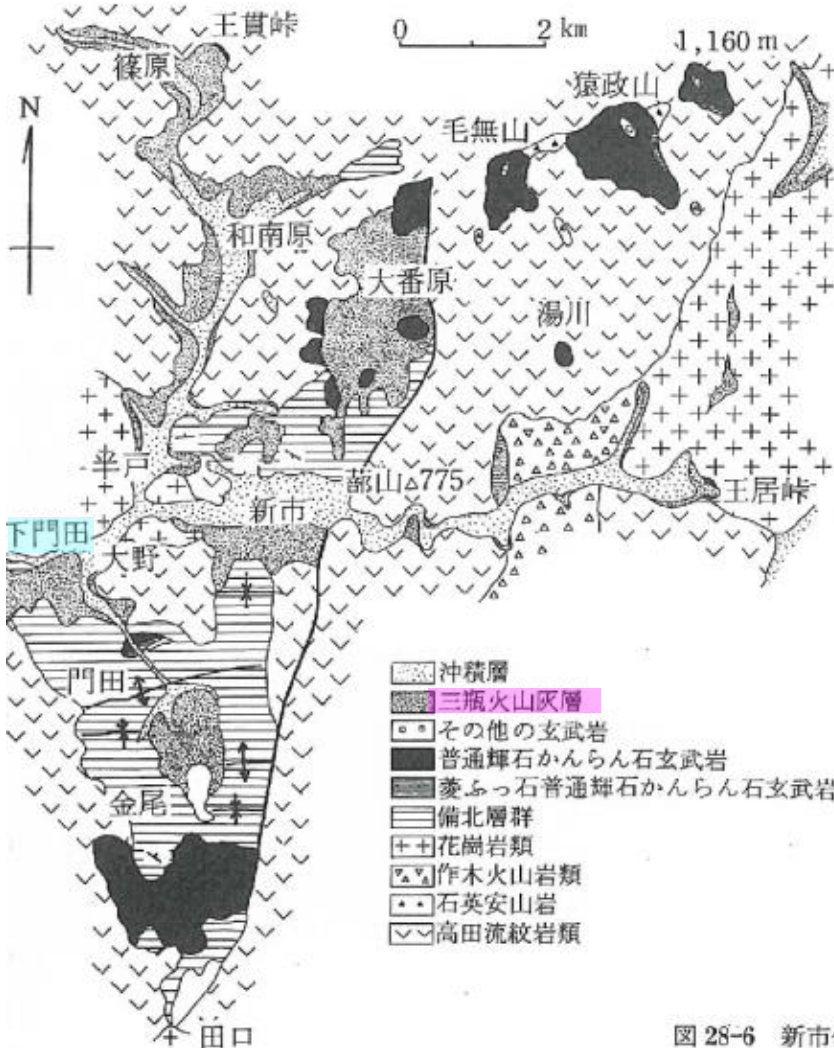 王貫峠
0 2 km
1,160 m
篠原
猿政山
N
毛無山
和南原
大番原
湯川
半戸
蔀山 775
新市
王居峠
下門田
大野
門田
金尾
田口
沖積層
三瓶火山灰層
その他の玄武岩
普通輝石かんらん石玄武岩
菱ふっ石普通輝石かんらん石玄武岩
備北層群
花崗岩類
作木火山岩類
石英安山岩
高田流紋岩類
図 28-6 新市